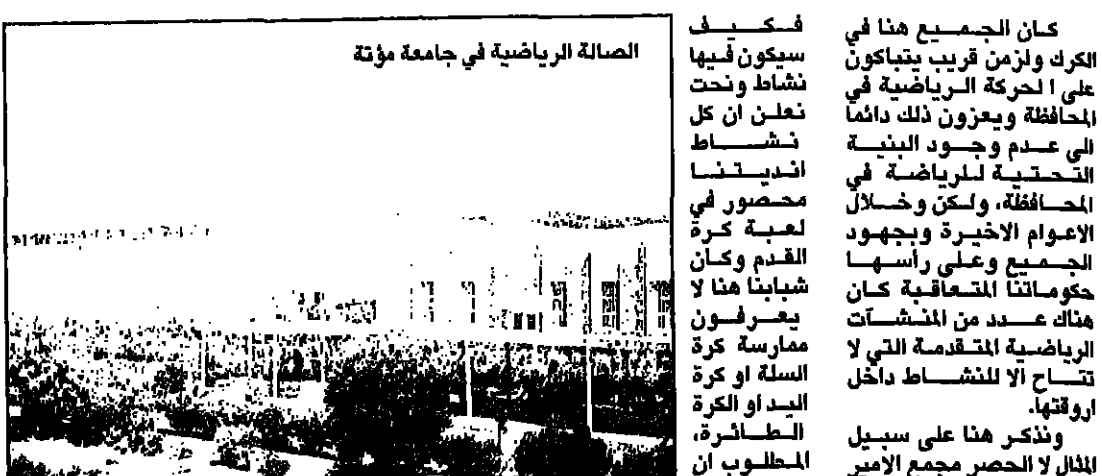 كان الجميع هنا في
الكرك ولزمن قريب يتباكون
على ا لحركة الرياضية في
المحافظة ويعزون ذلك دائما
الى عدم وجود البنية
التحتية للرياضة في
المحافظة، ولكن وخلال
الاعوام الاخيرة وبجهود
الجميع وعلى رأسها
حكوماتنا المتعاقبة كان
هناك عدد من المنشآت
الرياضية المتقدمة التي لا
تتاح الا للنشاط داخل
اروقتها.
ونذكر هنا على سبيل
المثال لا الحصر مجمع الامير
فكيف
سيكون فيها
نشاط ونحت
نعلن ان كل
نشاط
انديتنا
محصور في
لعبة كرة
القدم وكأن
شبابنا هنا لا
يعرفون
ممارسة كرة
السلة او كرة
اليد او الكرة
الطائرة،
المطلوب ان
الصالة الرياضية في جامعة مؤتة